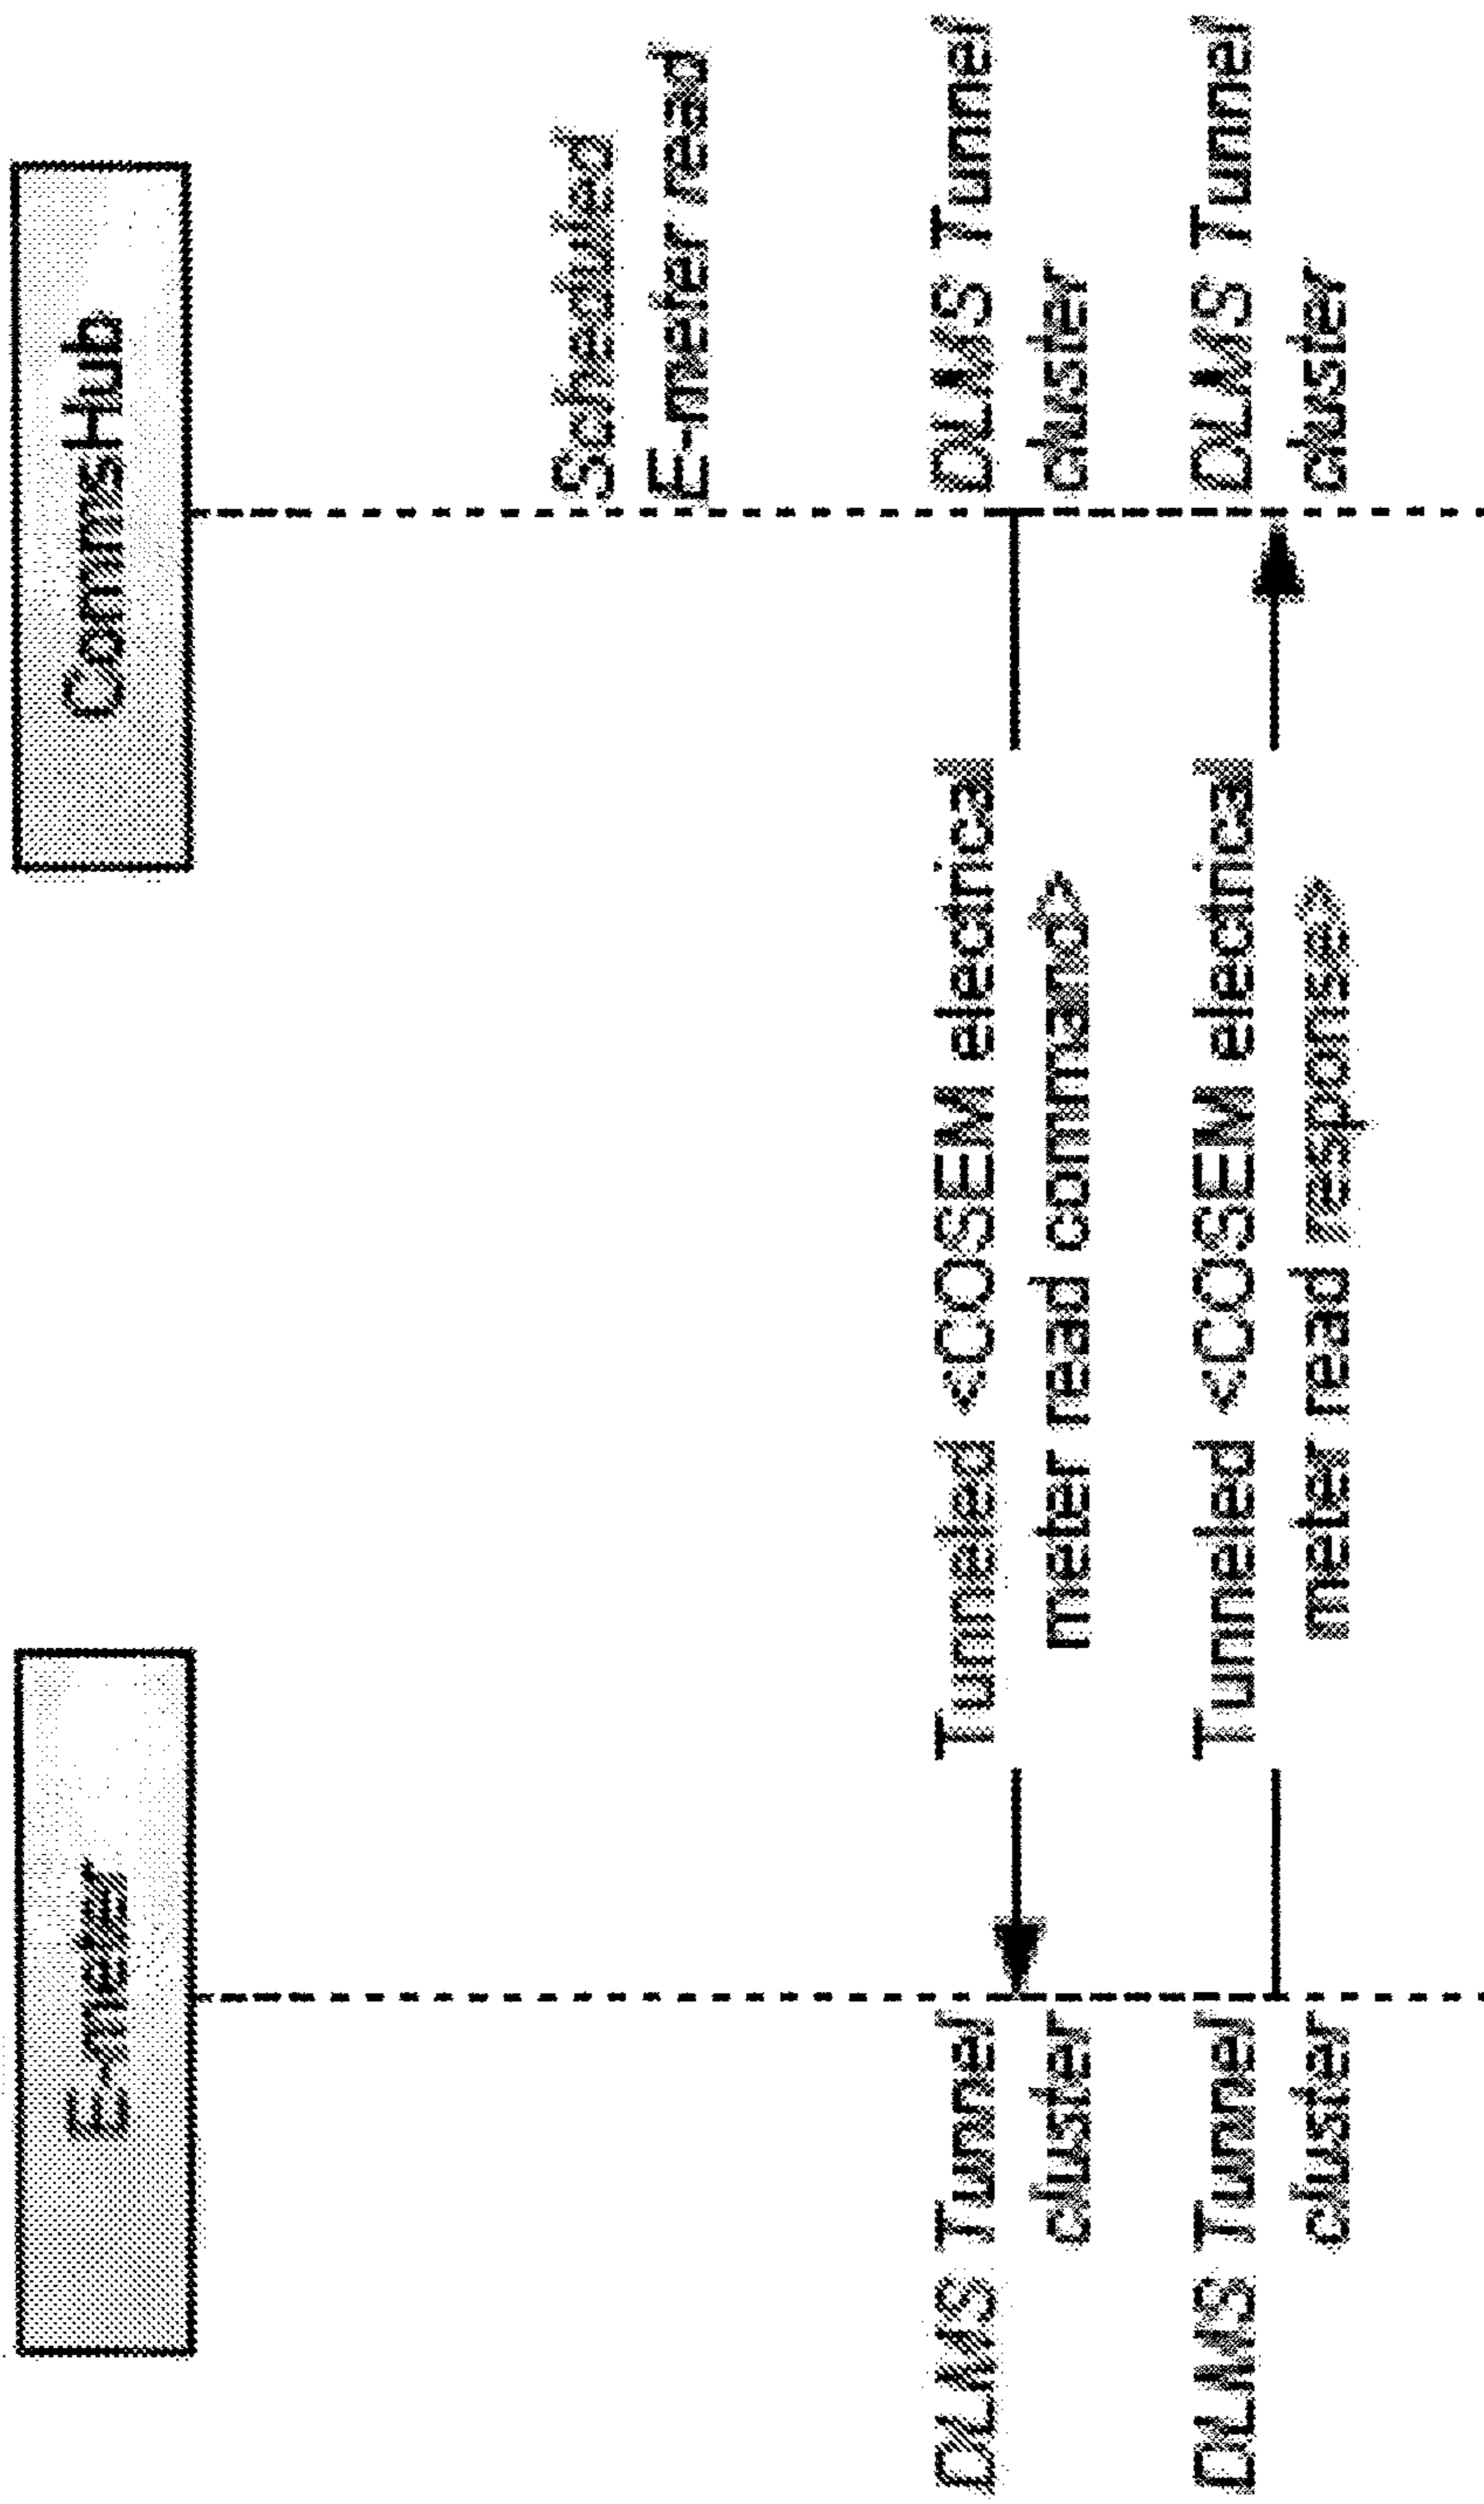 E-meter
CommsHub
Scheduled
E-meter read
DLMS Tunnel
cluster
Tunneled <COSEM electrical
meter read command>
DLMS Tunnel
cluster
DLMS Tunnel
cluster
Tunneled <COSEM electrical
meter read response>
DLMS Tunnel
cluster